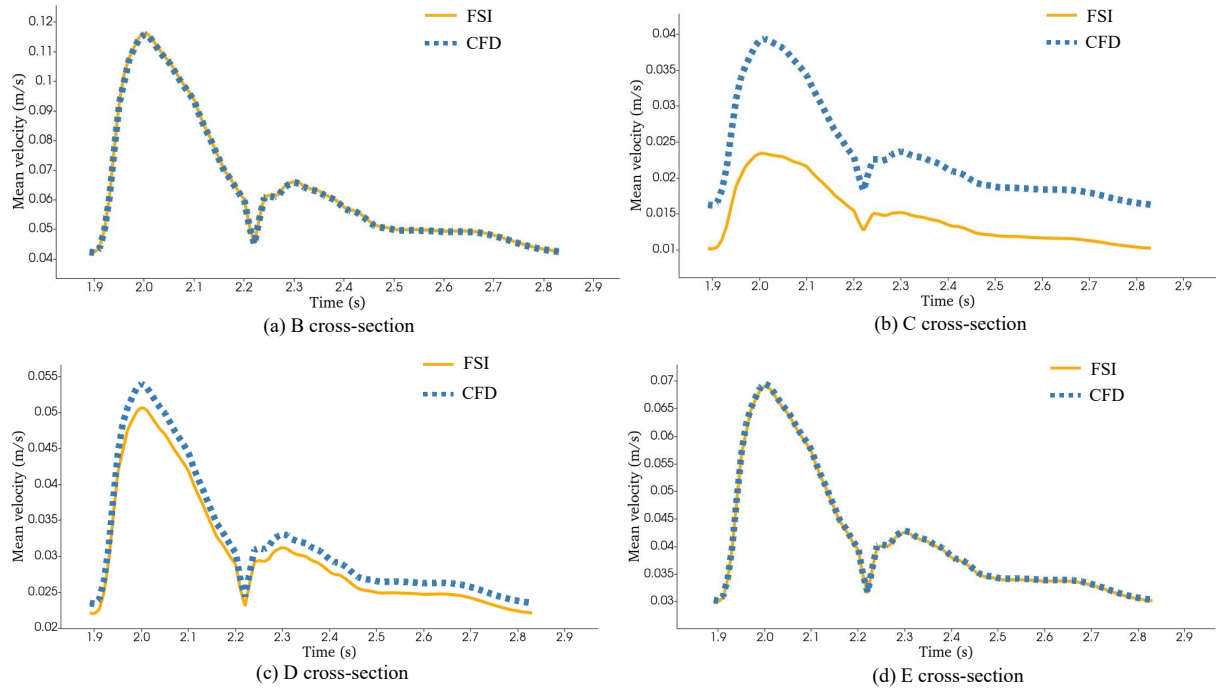 FSI
CFD
Mean velocity (m/s)
0.12
0.11
0.1
0.09
0.08
0.07
0.06
0.05
0.04
1.9 2.0 2.1 2.2 2.3 2.4 2.5 2.6 2.7 2.8 2.9
Time (s)
(a) B cross-section
FSI
CFD
Mean velocity (m/s)
0.04
0.035
0.03
0.025
0.02
0.015
0.01
1.9 2.0 2.1 2.2 2.3 2.4 2.5 2.6 2.7 2.8 2.9
Time (s)
(b) C cross-section
FSI
CFD
Mean velocity (m/s)
0.055
0.05
0.045
0.04
0.035
0.03
0.025
0.02
1.9 2.0 2.1 2.2 2.3 2.4 2.5 2.6 2.7 2.8 2.9
Time (s)
(c) D cross-section
FSI
CFD
Mean velocity (m/s)
0.07
0.065
0.06
0.055
0.05
0.045
0.04
0.035
0.03
1.9 2.0 2.1 2.2 2.3 2.4 2.5 2.6 2.7 2.8 2.9
Time (s)
(d) E cross-section